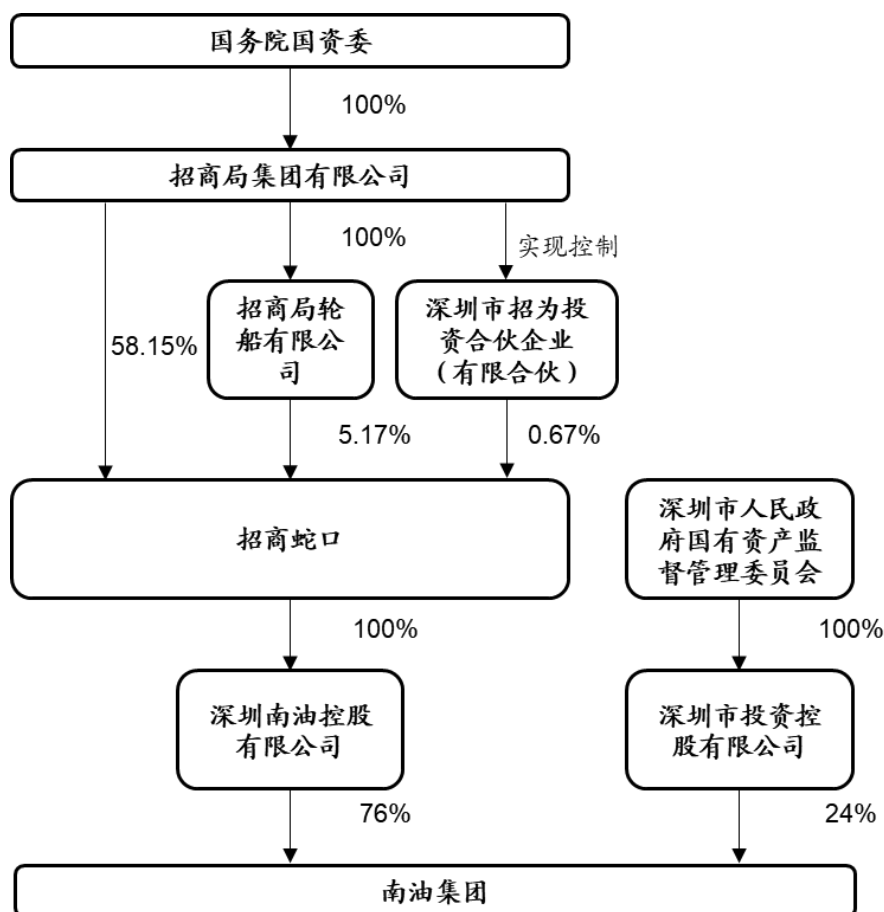 国务院国资委
100%
招商局集团有限公司
100%
实现控制
58.15%
招商局轮
船有限公
司
深圳市招为投
资合伙企业
（有限合伙）
5.17%
0.67%
招商蛇口
深圳市人民政
府国有资产监
督管理委员会
100%
100%
深圳南油控股
有限公司
深圳市投资控
股有限公司
76%
24%
南油集团